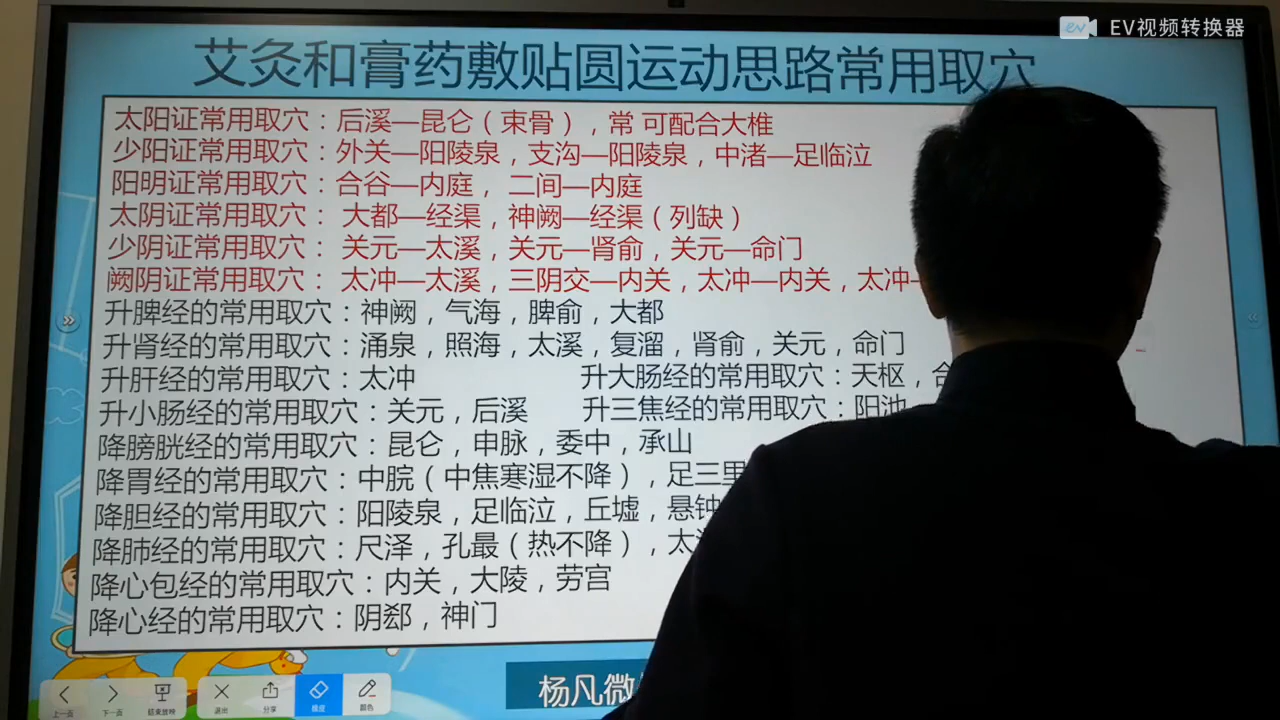 EV视频转换器
艾灸和膏药敷贴圆运动思路常用取穴
太阳证常用取穴：后溪—昆仑（束骨），常 可配合大椎
少阳证常用取穴：外关—阳陵泉，支沟—阳陵泉，中渚—足临泣
阳明证常用取穴：合谷—内庭， 二间—内庭
太阴证常用取穴： 大都—经渠，神阙—经渠（列缺）
少阴证常用取穴： 关元—太溪，关元—肾俞，关元—命门
阙阴证常用取穴： 太冲—太溪，三阴交—内关，太冲—内关，太冲—
升脾经的常用取穴：神阙，气海，脾俞，大都
升肾经的常用取穴：涌泉，照海，太溪，复溜，肾俞，关元，命门
升肝经的常用取穴：太冲 升大肠经的常用取穴：天枢，合
升小肠经的常用取穴：关元，后溪 升三焦经的常用取穴：阳池
降膀胱经的常用取穴：昆仑，申脉，委中，承山
降胃经的常用取穴：中脘（中焦寒湿不降），足三里
降胆经的常用取穴：阳陵泉，足临泣，丘墟，悬钟
降肺经的常用取穴：尺泽，孔最（热不降），太
降心包经的常用取穴：内关，大陵，劳宫
降心经的常用取穴：阴郄，神门
杨凡微
上一页 下一页 结束放映 退出 分享 板擦 颜色